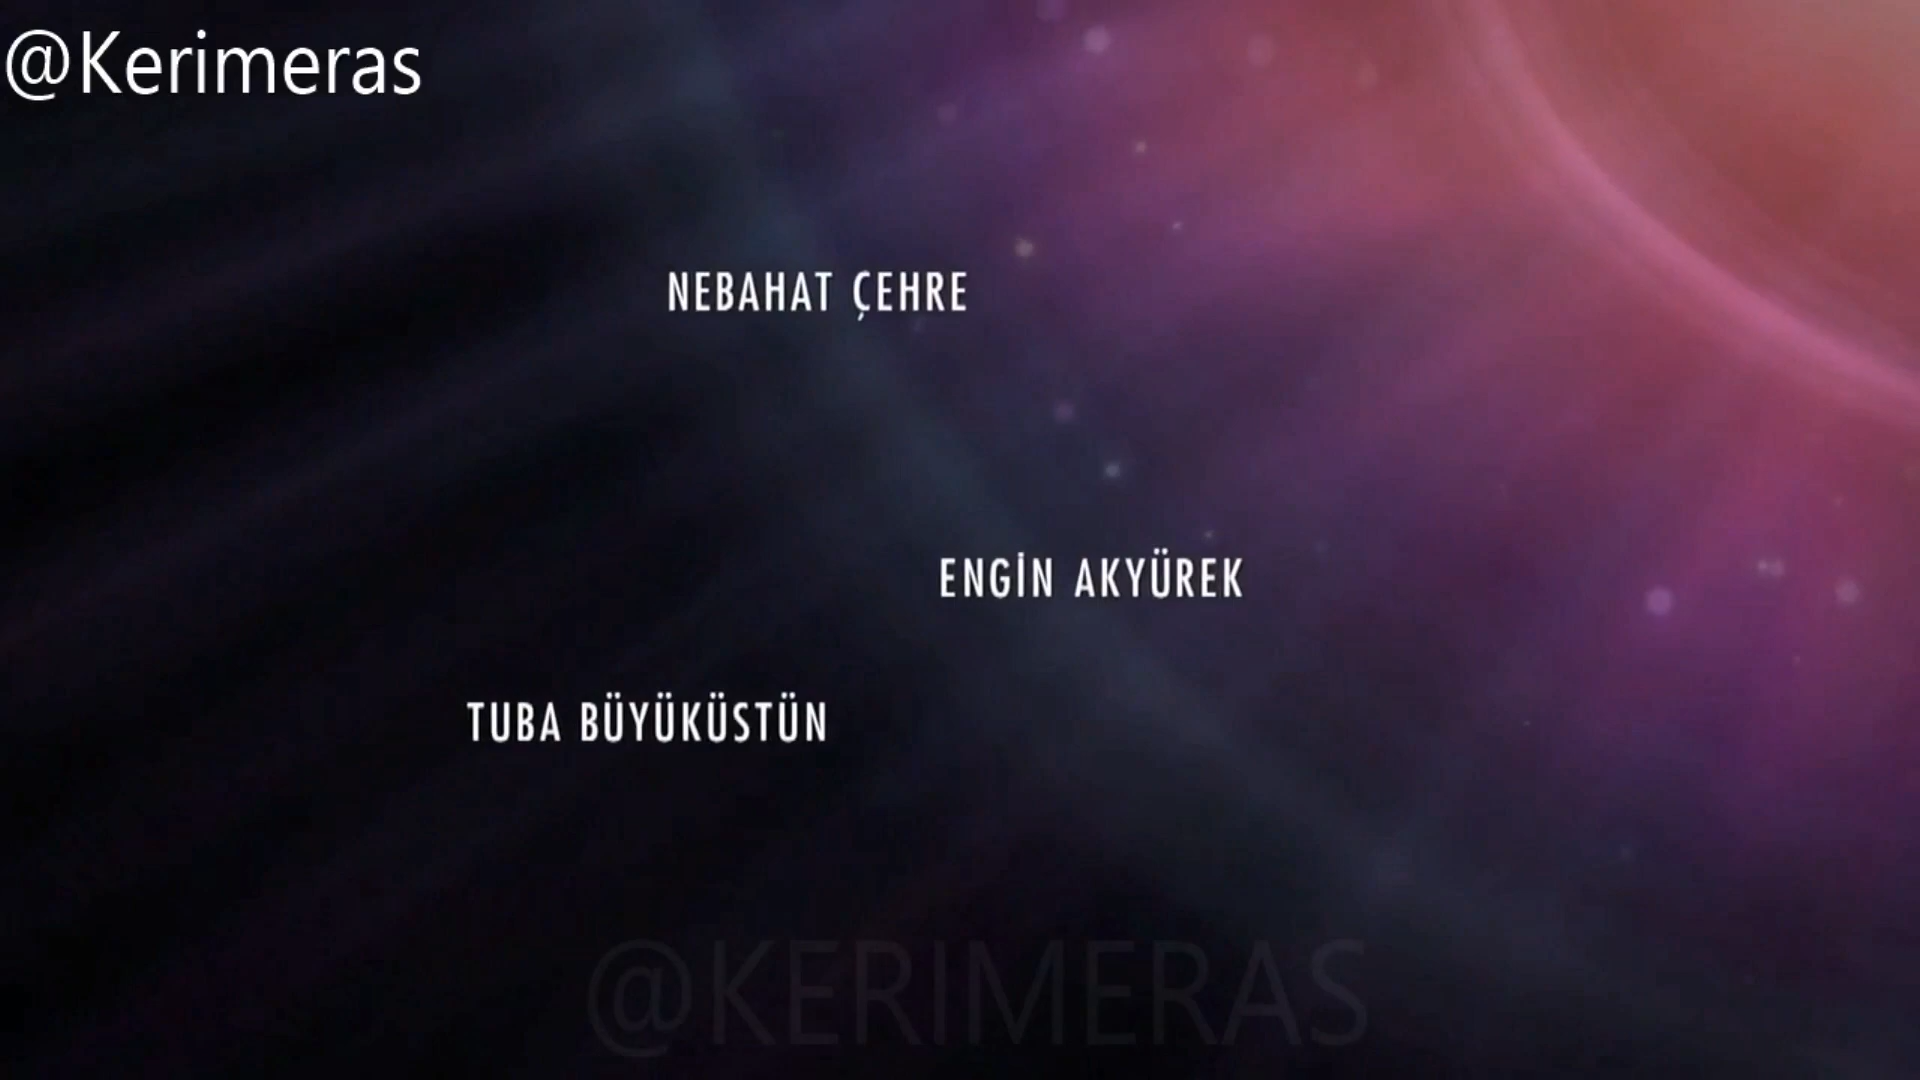 @Kerimeras
NEBAHAT ÇEHRE
ENGİN AKYÜREK
TUBA BÜYÜKÜSTÜN
@KERIMERAS